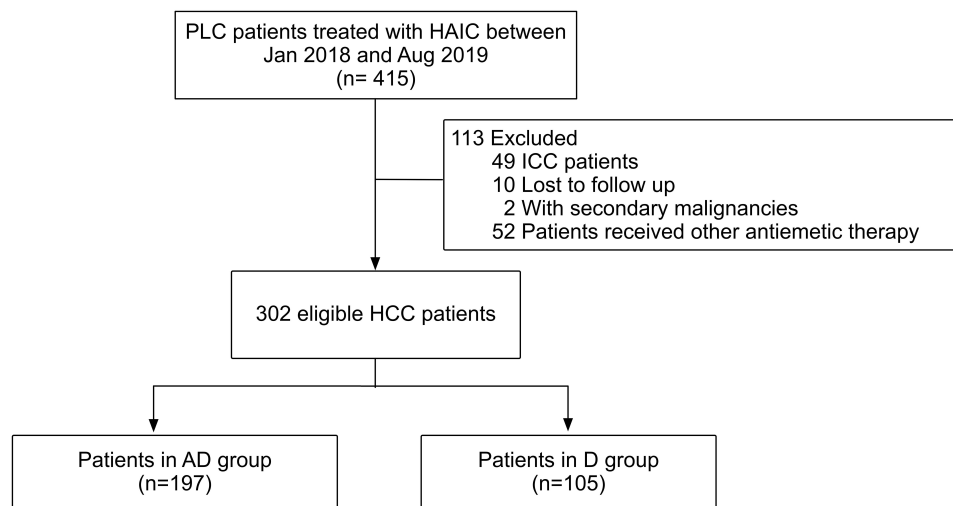 PLC patients treated with HAIC between
Jan 2018 and Aug 2019
(n= 415)
113 Excluded
49 ICC patients
10 Lost to follow up
2 With secondary malignancies
52 Patients received other antiemetic therapy
302 eligible HCC patients
Patients in AD group
(n=197)
Patients in D group
(n=105)